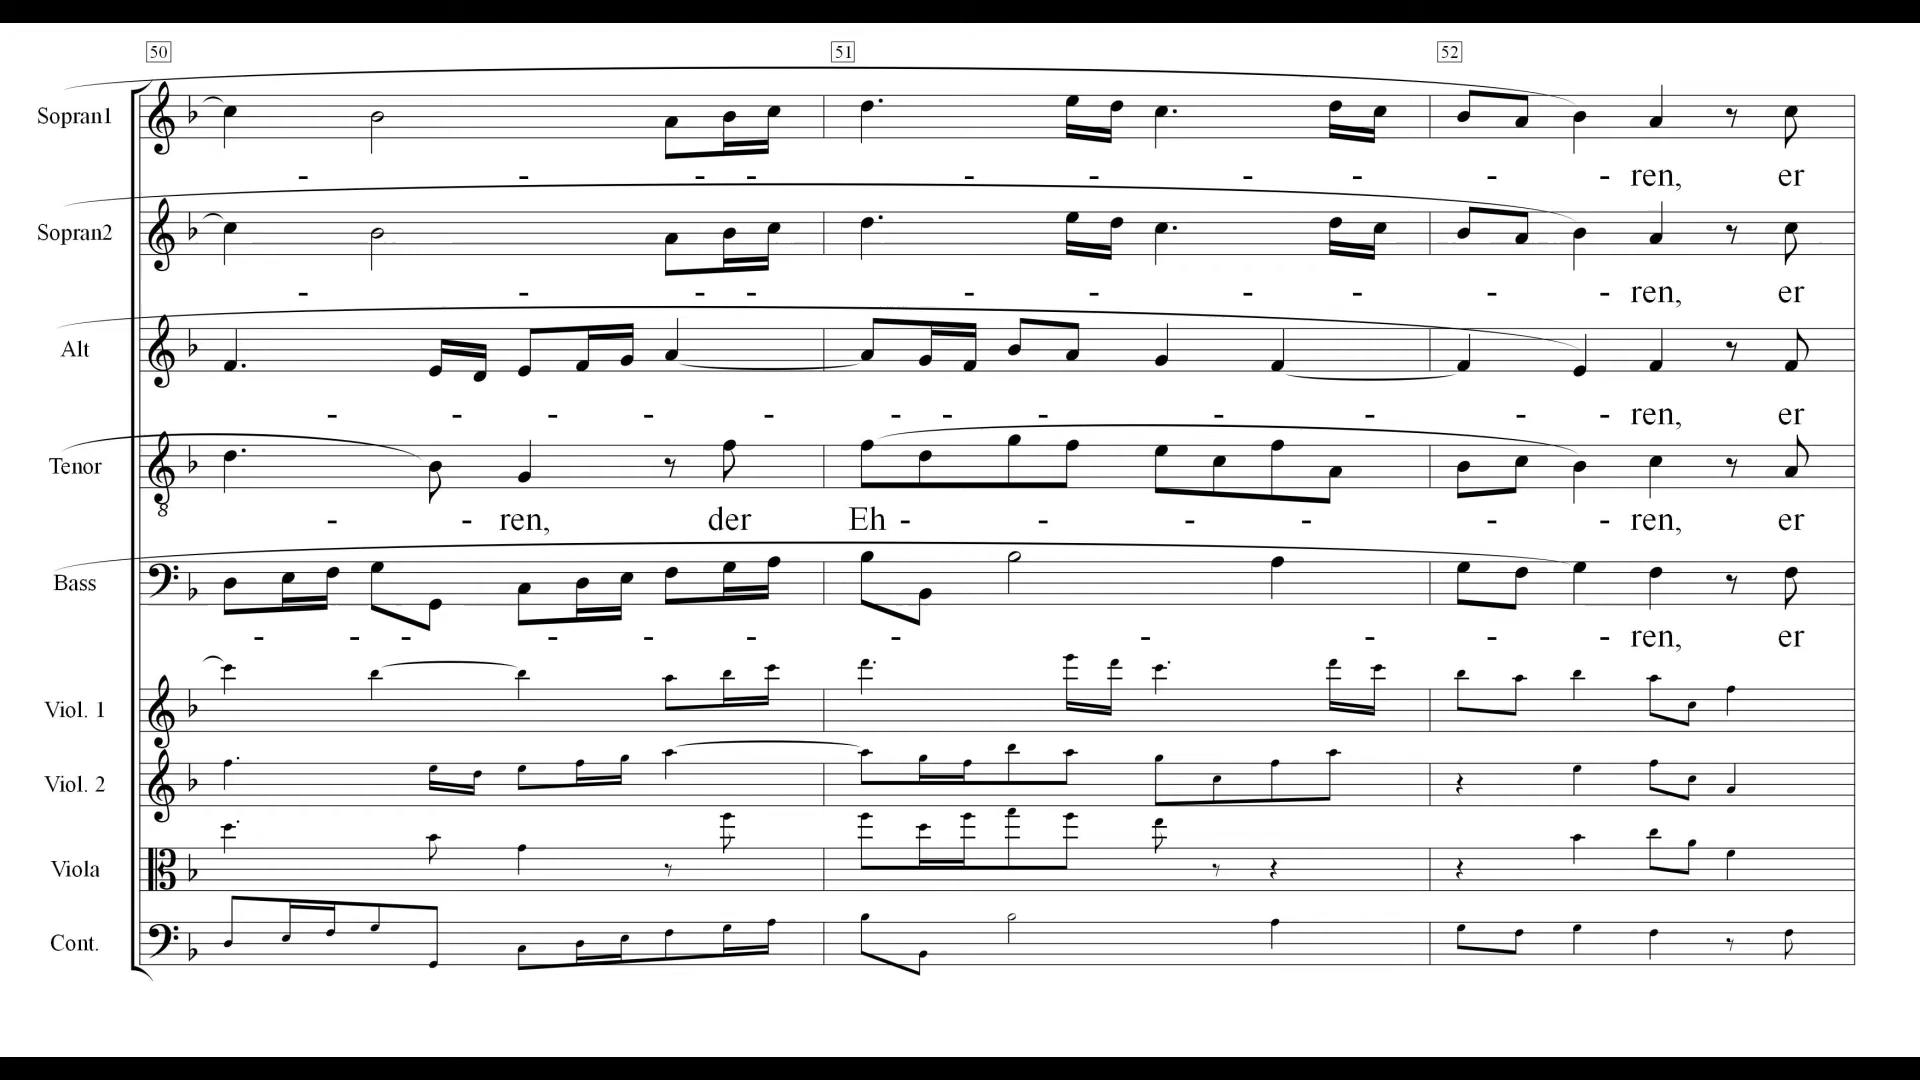 50 51 52
Sopran1
- - - - - - - - - - ren, er
Sopran2
- - - - - - - - - - ren, er
Alt
- - - - - - - - - - - - ren, er
Tenor
8
- - ren, der Eh - - - - - - ren, er
Bass
- - - - - - - - - - - ren, er
Viol. 1
Viol. 2
Viola
Cont.